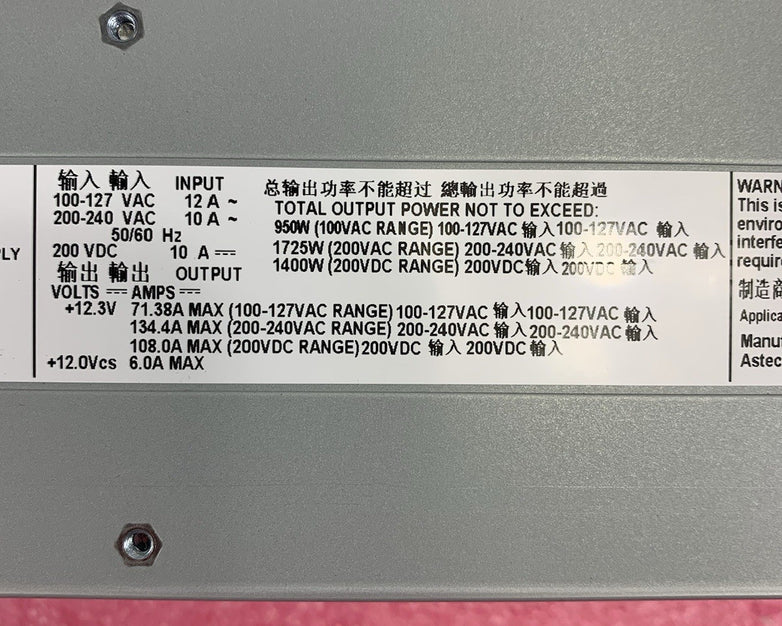 PLY
输入 輸入 INPUT
100-127 VAC 12 A ~
200-240 VAC 10 A ~
50/60 Hz
200 VDC 10 A ⎓
输出 輸出 OUTPUT
VOLTS ⎓ AMPS ⎓
+12.3V 71.38A MAX (100-127VAC RANGE) 100-127VAC 输入 100-127VAC 輸入
134.4A MAX (200-240VAC RANGE) 200-240VAC 输入 200-240VAC 輸入
108.0A MAX (200VDC RANGE) 200VDC 输入 200VDC 輸入
+12.0Vcs 6.0A MAX
总输出功率不能超过 總輸出功率不能超過
TOTAL OUTPUT POWER NOT TO EXCEED:
950W (100VAC RANGE) 100-127VAC 输入 100-127VAC 輸入
1725W (200VAC RANGE) 200-240VAC 输入 200-240VAC 輸入
1400W (200VDC RANGE) 200VDC 输入 200VDC 輸入
WARN
This is
enviro
interfe
require
制造商
Applica
Manuf
Astec